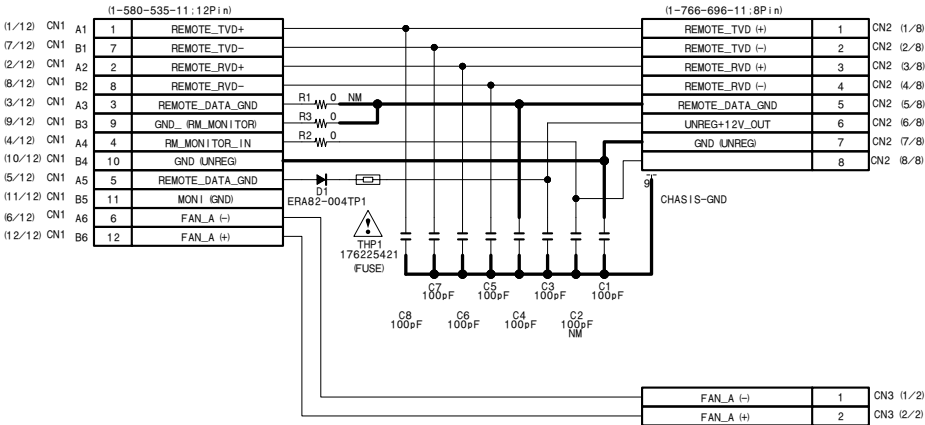 (1-580-535-11:12Pin)
(1-766-696-11:8Pin)
(1/12) CN1 A1 1 REMOTE_TVD+
(7/12) CN1 B1 7 REMOTE_TVD-
(2/12) CN1 A2 2 REMOTE_RVD+
(8/12) CN1 B2 8 REMOTE_RVD-
(3/12) CN1 A3 3 REMOTE_DATA_GND
(9/12) CN1 B3 9 GND_ (RM_MONITOR)
(4/12) CN1 A4 4 RM_MONITOR_IN
(10/12) CN1 B4 10 GND (UNREG)
(5/12) CN1 A5 5 REMOTE_DATA_GND
(11/12) CN1 B5 11 MONI (GND)
(6/12) CN1 A6 6 FAN_A (-)
(12/12) CN1 B6 12 FAN_A (+)
R1 0 NM
R3 0
R2 0
D1
ERA82-004TP1
THP1
176225421
(FUSE)
REMOTE_TVD (+) 1 CN2 (1/8)
REMOTE_TVD (-) 2 CN2 (2/8)
REMOTE_RVD (+) 3 CN2 (3/8)
REMOTE_RVD (-) 4 CN2 (4/8)
REMOTE_DATA_GND 5 CN2 (5/8)
UNREG+12V_OUT 6 CN2 (6/8)
GND (UNREG) 7 CN2 (7/8)
8 CN2 (8/8)
9
CHASIS-GND
C7
100pF
C5
100pF
C3
100pF
C1
100pF
C8
100pF
C6
100pF
C4
100pF
C2
100pF
NM
FAN_A (-) 1 CN3 (1/2)
FAN_A (+) 2 CN3 (2/2)